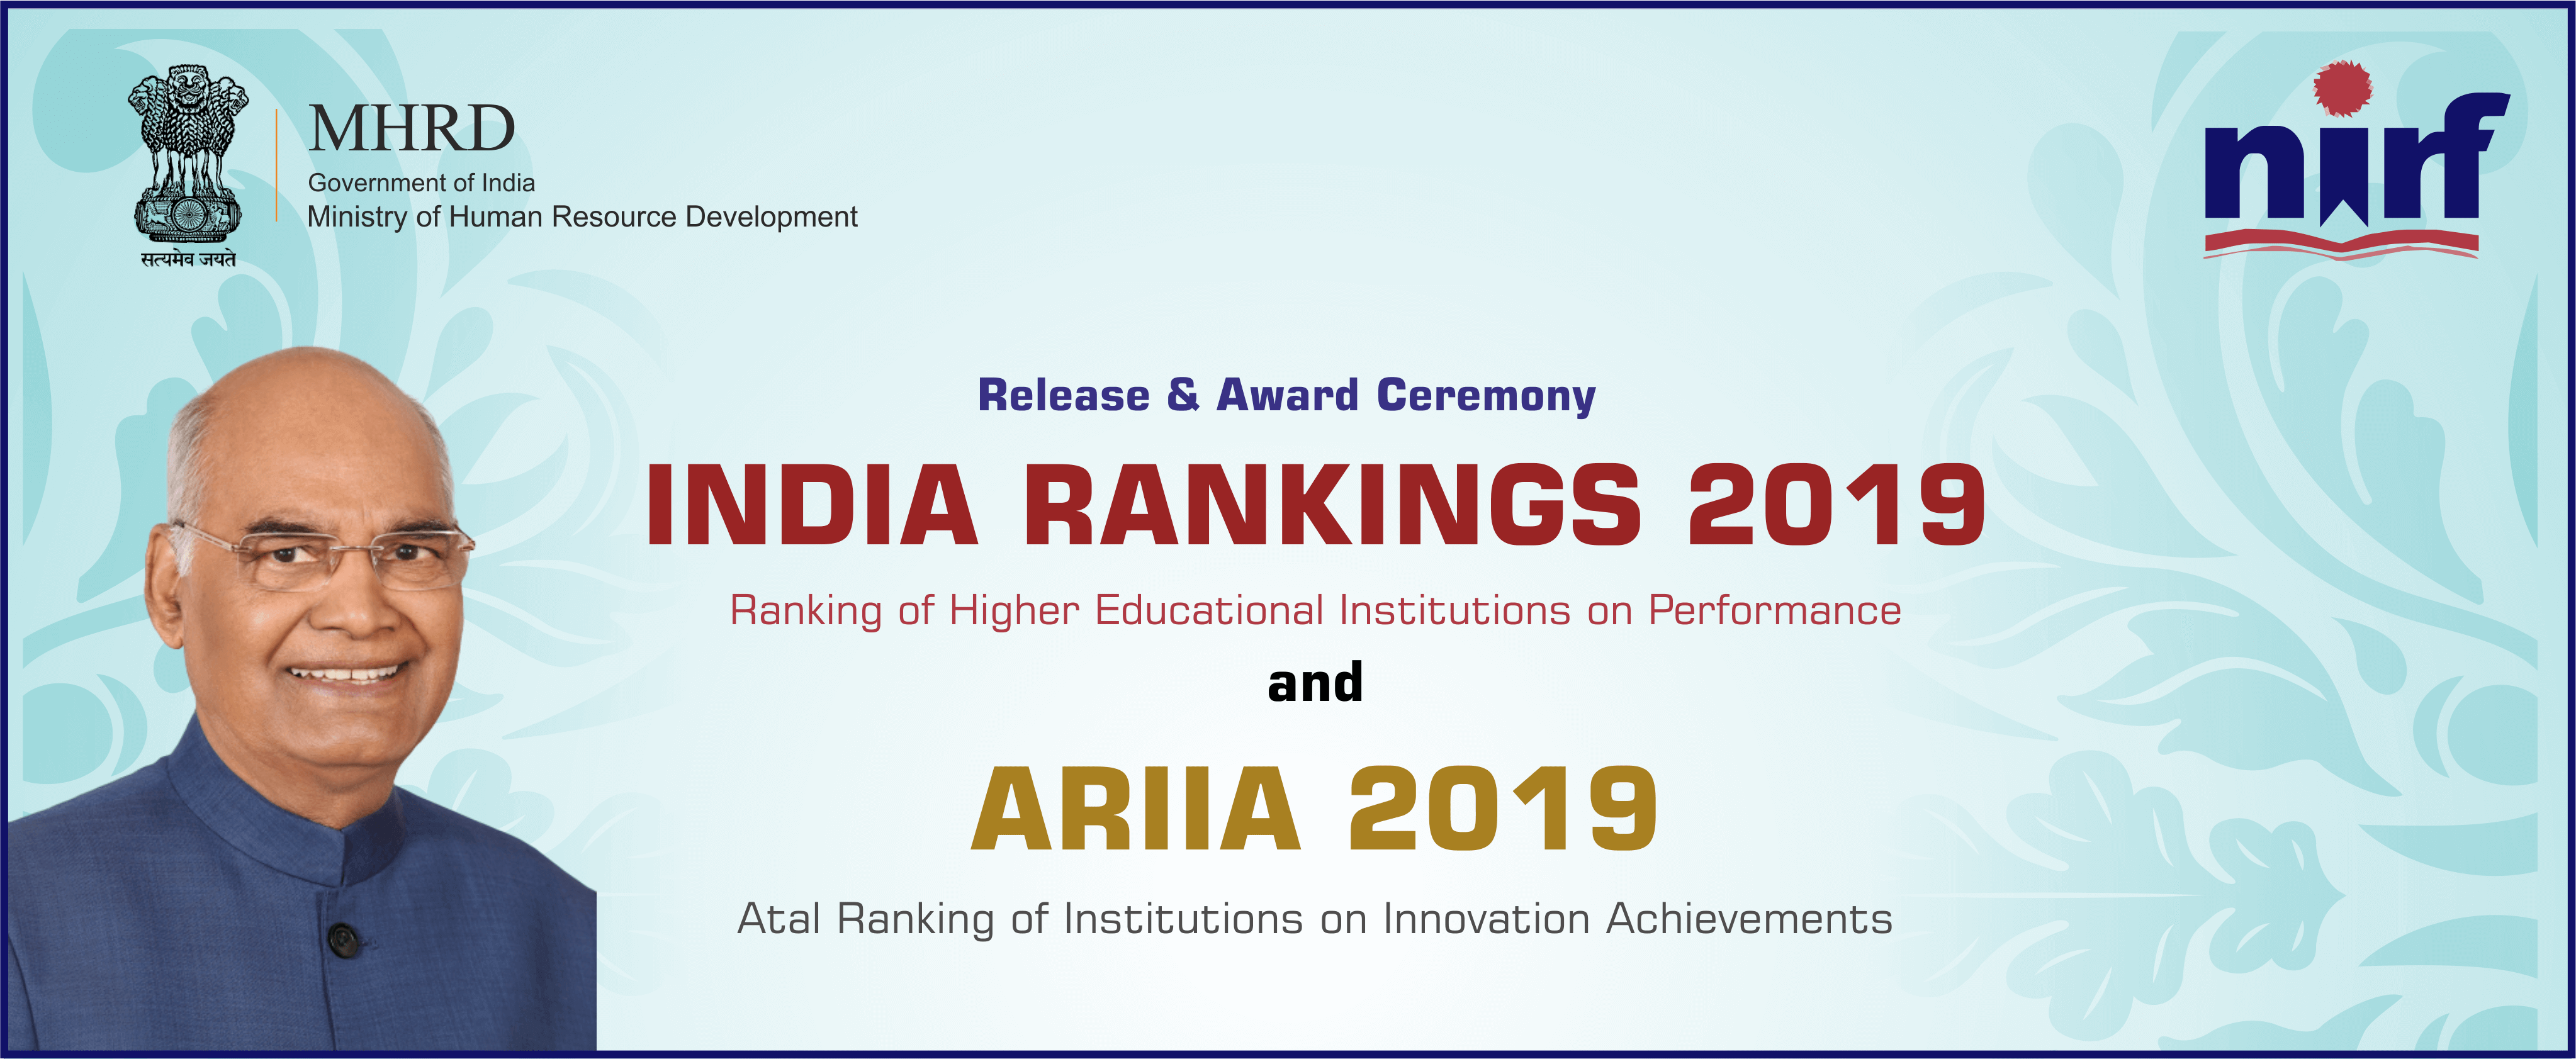 MHRD
Government of India
Ministry of Human Resource Development
सत्यमेव जयते
nirf
Release & Award Ceremony
INDIA RANKINGS 2019
Ranking of Higher Educational Institutions on Performance
and
ARIIA 2019
Atal Ranking of Institutions on Innovation Achievements